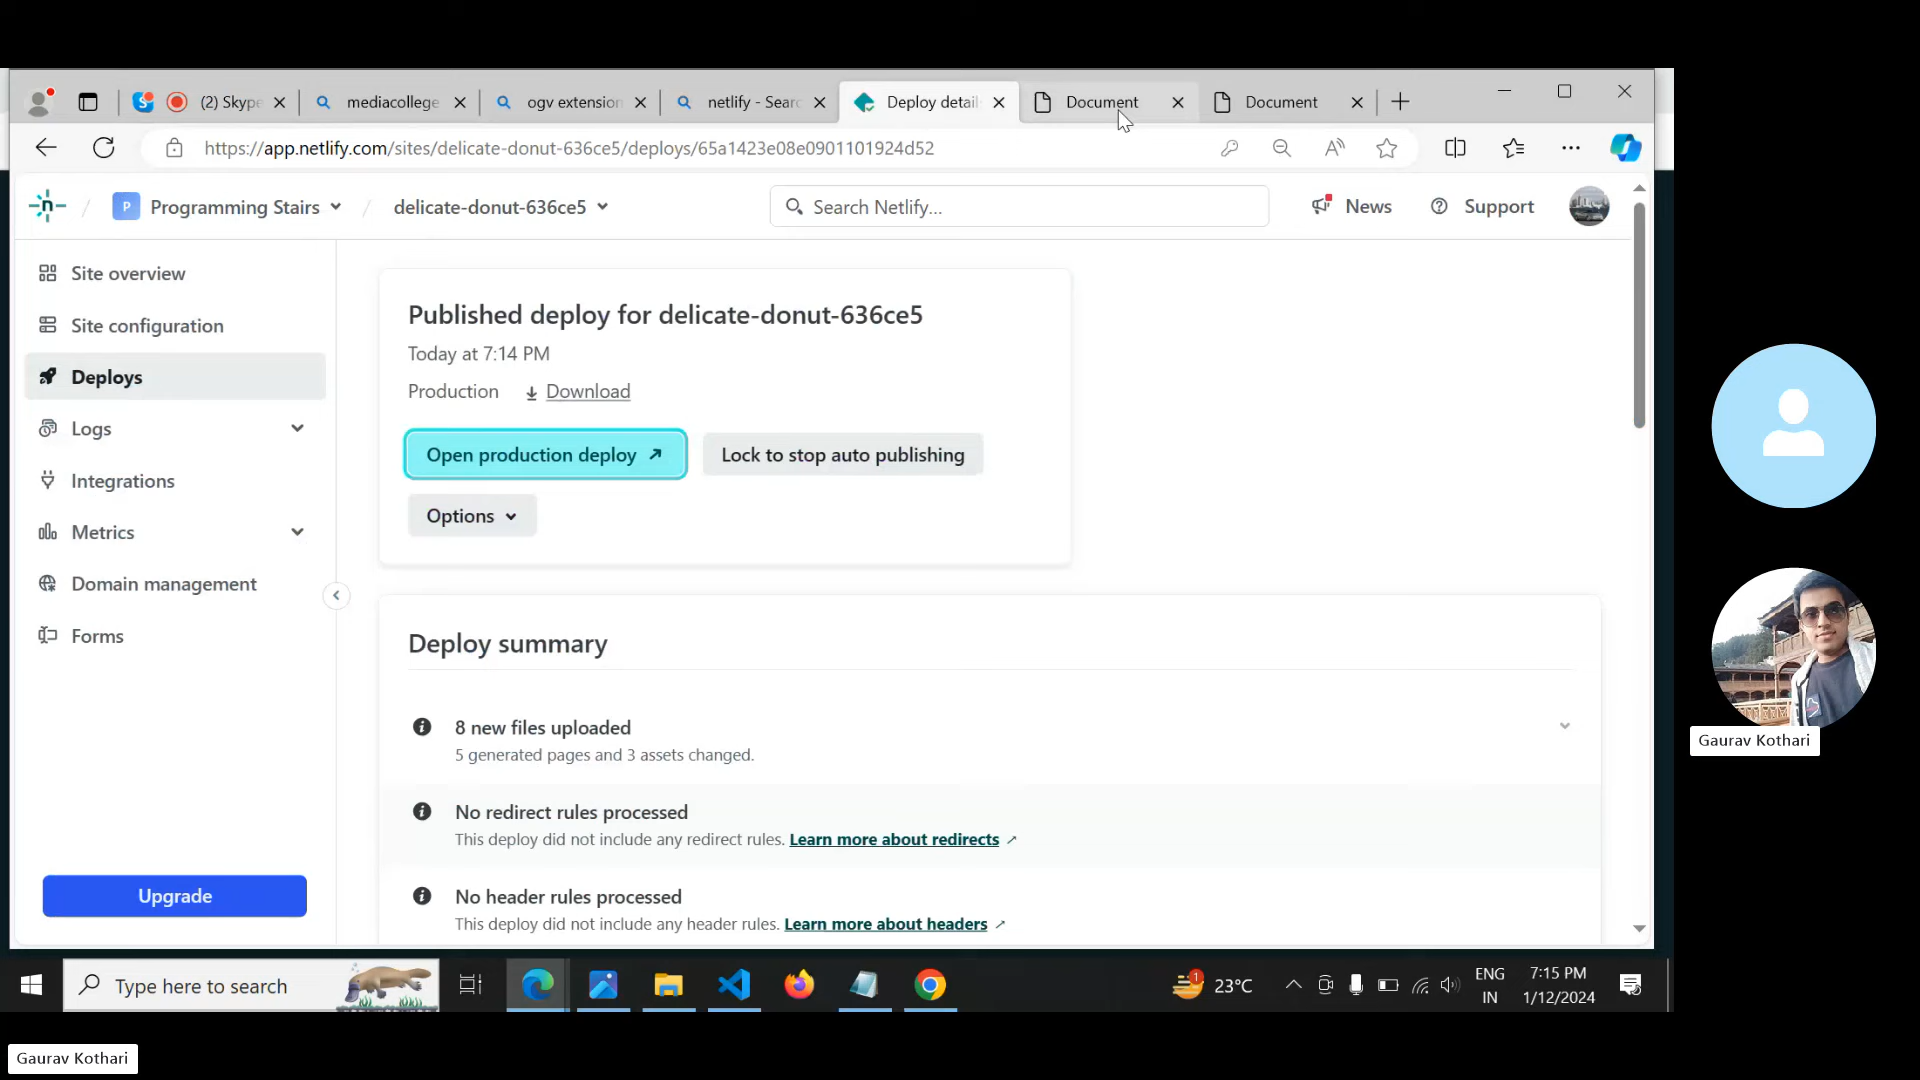 (2) Skype
mediacollege
ogv extension
netlify - Searc
Deploy detail
Document
Document
https://app.netlify.com/sites/delicate-donut-636ce5/deploys/65a1423e08e0901101924d52
n
P
Programming Stairs
delicate-donut-636ce5
Search Netlify...
News
Support
Site overview
Site configuration
Deploys
Logs
Integrations
Metrics
Domain management
Forms
Upgrade
Published deploy for delicate-donut-636ce5
Today at 7:14 PM
Production
Download
Open production deploy
Lock to stop auto publishing
Options
Deploy summary
8 new files uploaded
5 generated pages and 3 assets changed.
No redirect rules processed
This deploy did not include any redirect rules. Learn more about redirects
No header rules processed
This deploy did not include any header rules. Learn more about headers
Gaurav Kothari
Type here to search
1
23°C
ENG
IN
7:15 PM
1/12/2024
Gaurav Kothari